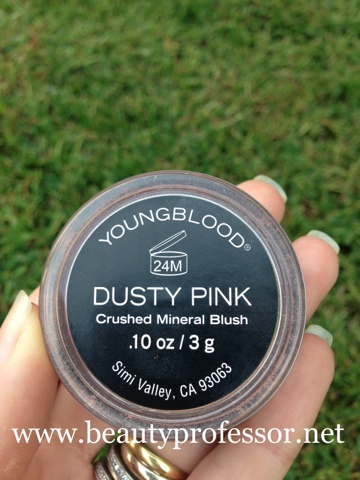 YOUNGBLOOD®
24M
DUSTY PINK
Crushed Mineral Blush
.10 oz / 3 g
Simi Valley, CA 93063
www.beautyprofessor.net